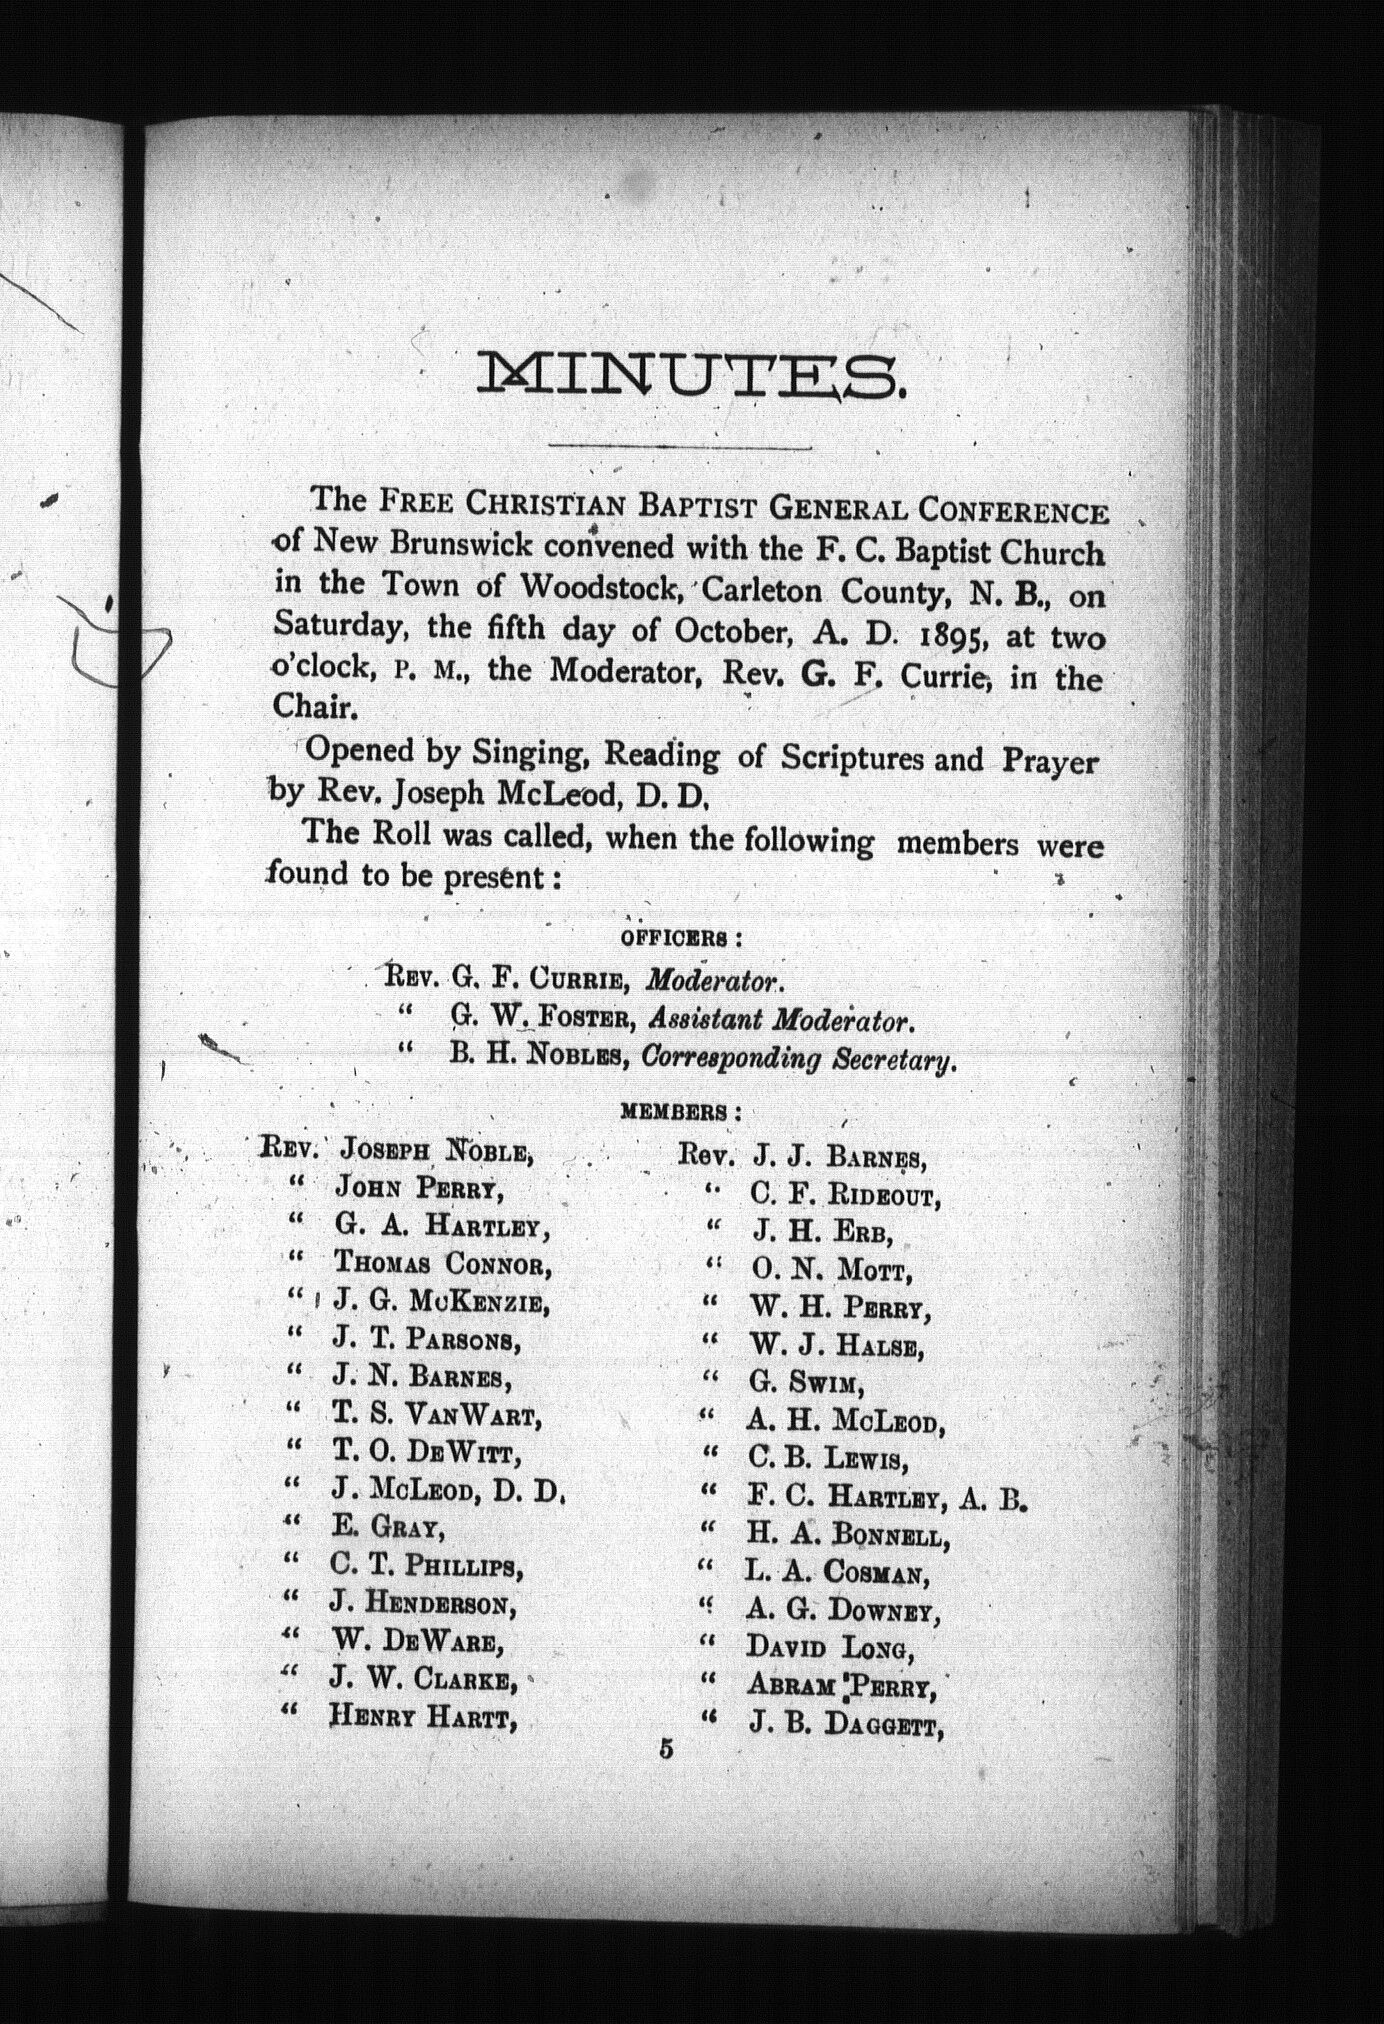 MINUTES.
The FREE CHRISTIAN BAPTIST GENERAL CONFERENCE
of New Brunswick convened with the F. C. Baptist Church
in the Town of Woodstock, Carleton County, N. B., on
Saturday, the fifth day of October, A. D. 1895, at two
o'clock, P. M., the Moderator, Rev. G. F. Currie, in the
Chair.
Opened by Singing, Reading of Scriptures and Prayer
by Rev. Joseph McLeod, D. D.
The Roll was called, when the following members were
found to be present:
OFFICERS:
REV. G. F. CURRIE, Moderator.
" G. W. FOSTER, Assistant Moderator.
" B. H. NOBLES, Corresponding Secretary.
MEMBERS:
REV. JOSEPH NOBLE,
" JOHN PERRY,
" G. A. HARTLEY,
" THOMAS CONNOR,
" J. G. MCKENZIE,
" J. T. PARSONS,
" J. N. BARNES,
" T. S. VANWART,
" T. O. DEWITT,
" J. MCLEOD, D. D.
" E. GRAY,
" C. T. PHILLIPS,
" J. HENDERSON,
" W. DEWARE,
" J. W. CLARKE,
" HENRY HARTT,
Rev. J. J. BARNES,
" C. F. RIDEOUT,
" J. H. ERB,
" O. N. MOTT,
" W. H. PERRY,
" W. J. HALSE,
" G. SWIM,
" A. H. MCLEOD,
" C. B. LEWIS,
" F. C. HARTLEY, A. B.
" H. A. BONNELL,
" L. A. COSMAN,
" A. G. DOWNEY,
" DAVID LONG,
" ABRAM PERRY,
" J. B. DAGGETT,
5